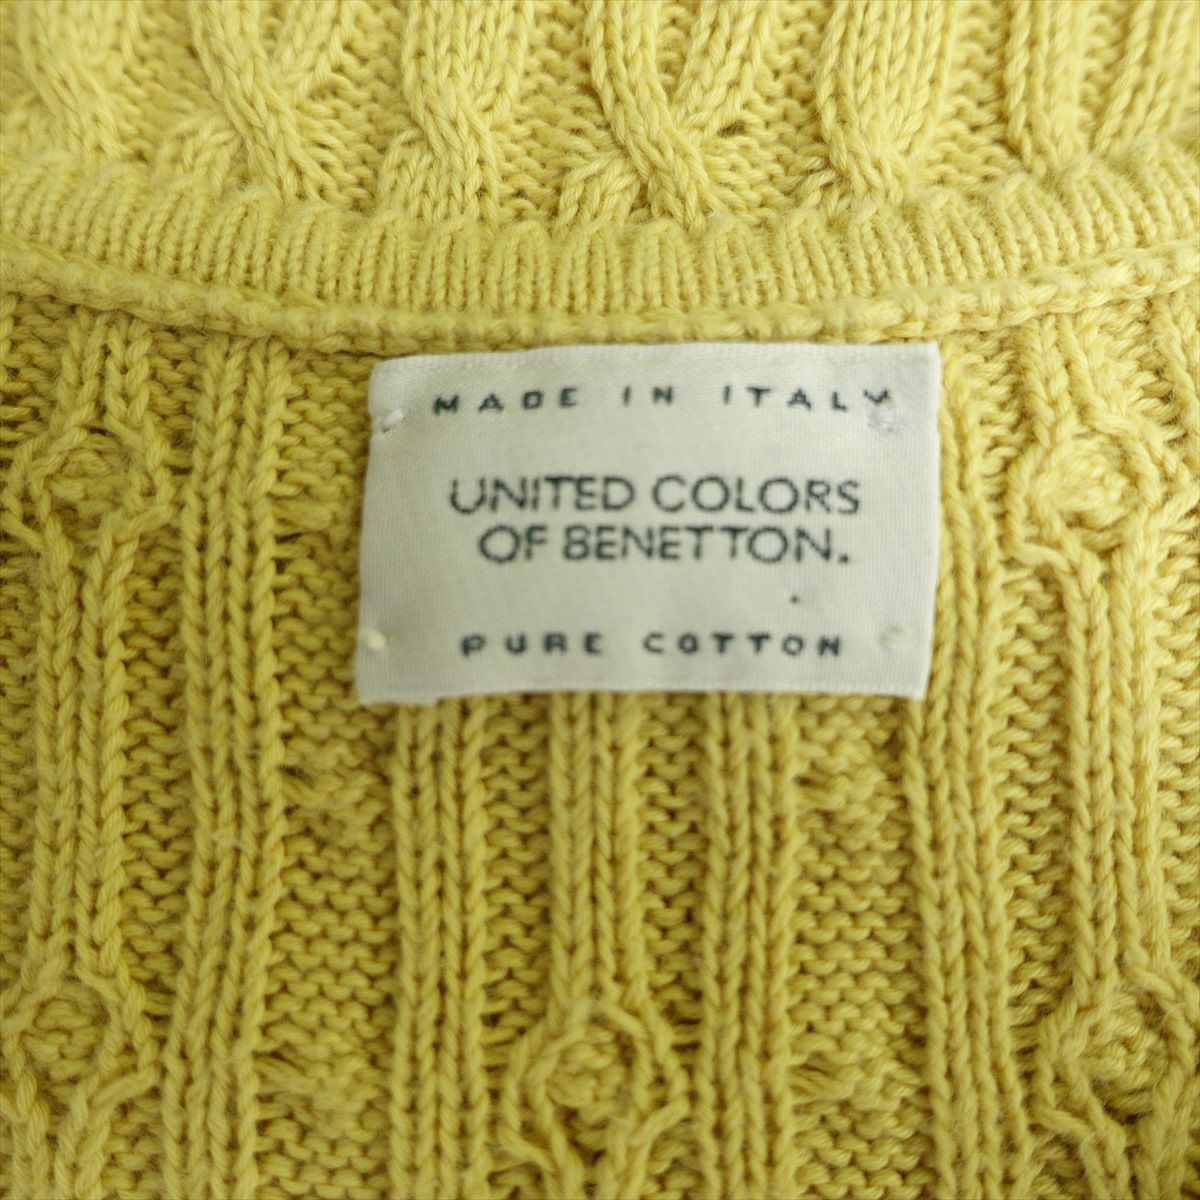 MADE IN ITALY
UNITED COLORS
OF BENETTON.
PURE COTTON